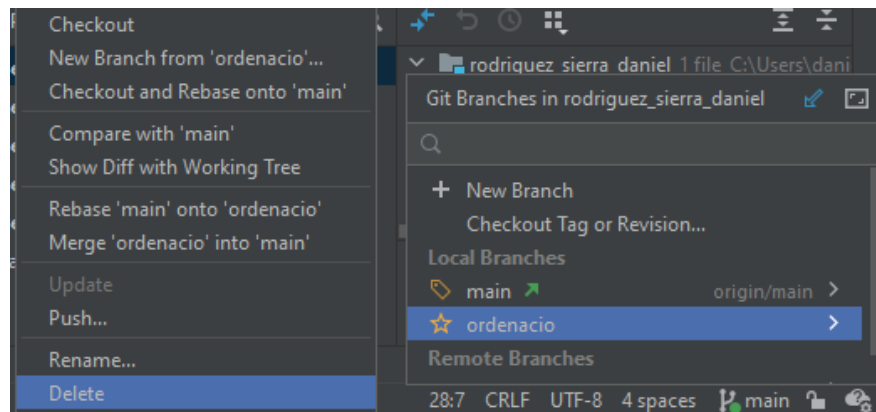 Checkout
New Branch from 'ordenacio'...
Checkout and Rebase onto 'main'
Compare with 'main'
Show Diff with Working Tree
Rebase 'main' onto 'ordenacio'
Merge 'ordenacio' into 'main'
Update
Push...
Rename...
Delete
rodriguez_sierra_daniel 1 file C:\Users\dani
Git Branches in rodriguez_sierra_daniel
New Branch
Checkout Tag or Revision...
Local Branches
main origin/main
ordenacio
Remote Branches
28:7 CRLF UTF-8 4 spaces main